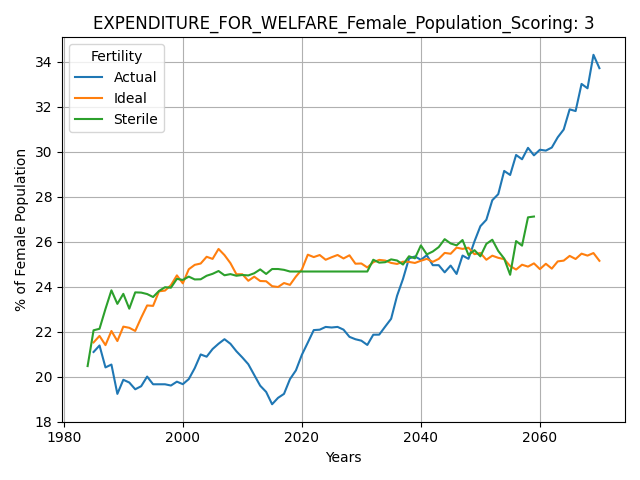 EXPENDITURE_FOR_WELFARE_Female_Population_Scoring: 3
Fertility
Actual
Ideal
Sterile
% of Female Population
34
32
30
28
26
24
22
20
18
1980 2000 2020 2040 2060
Years